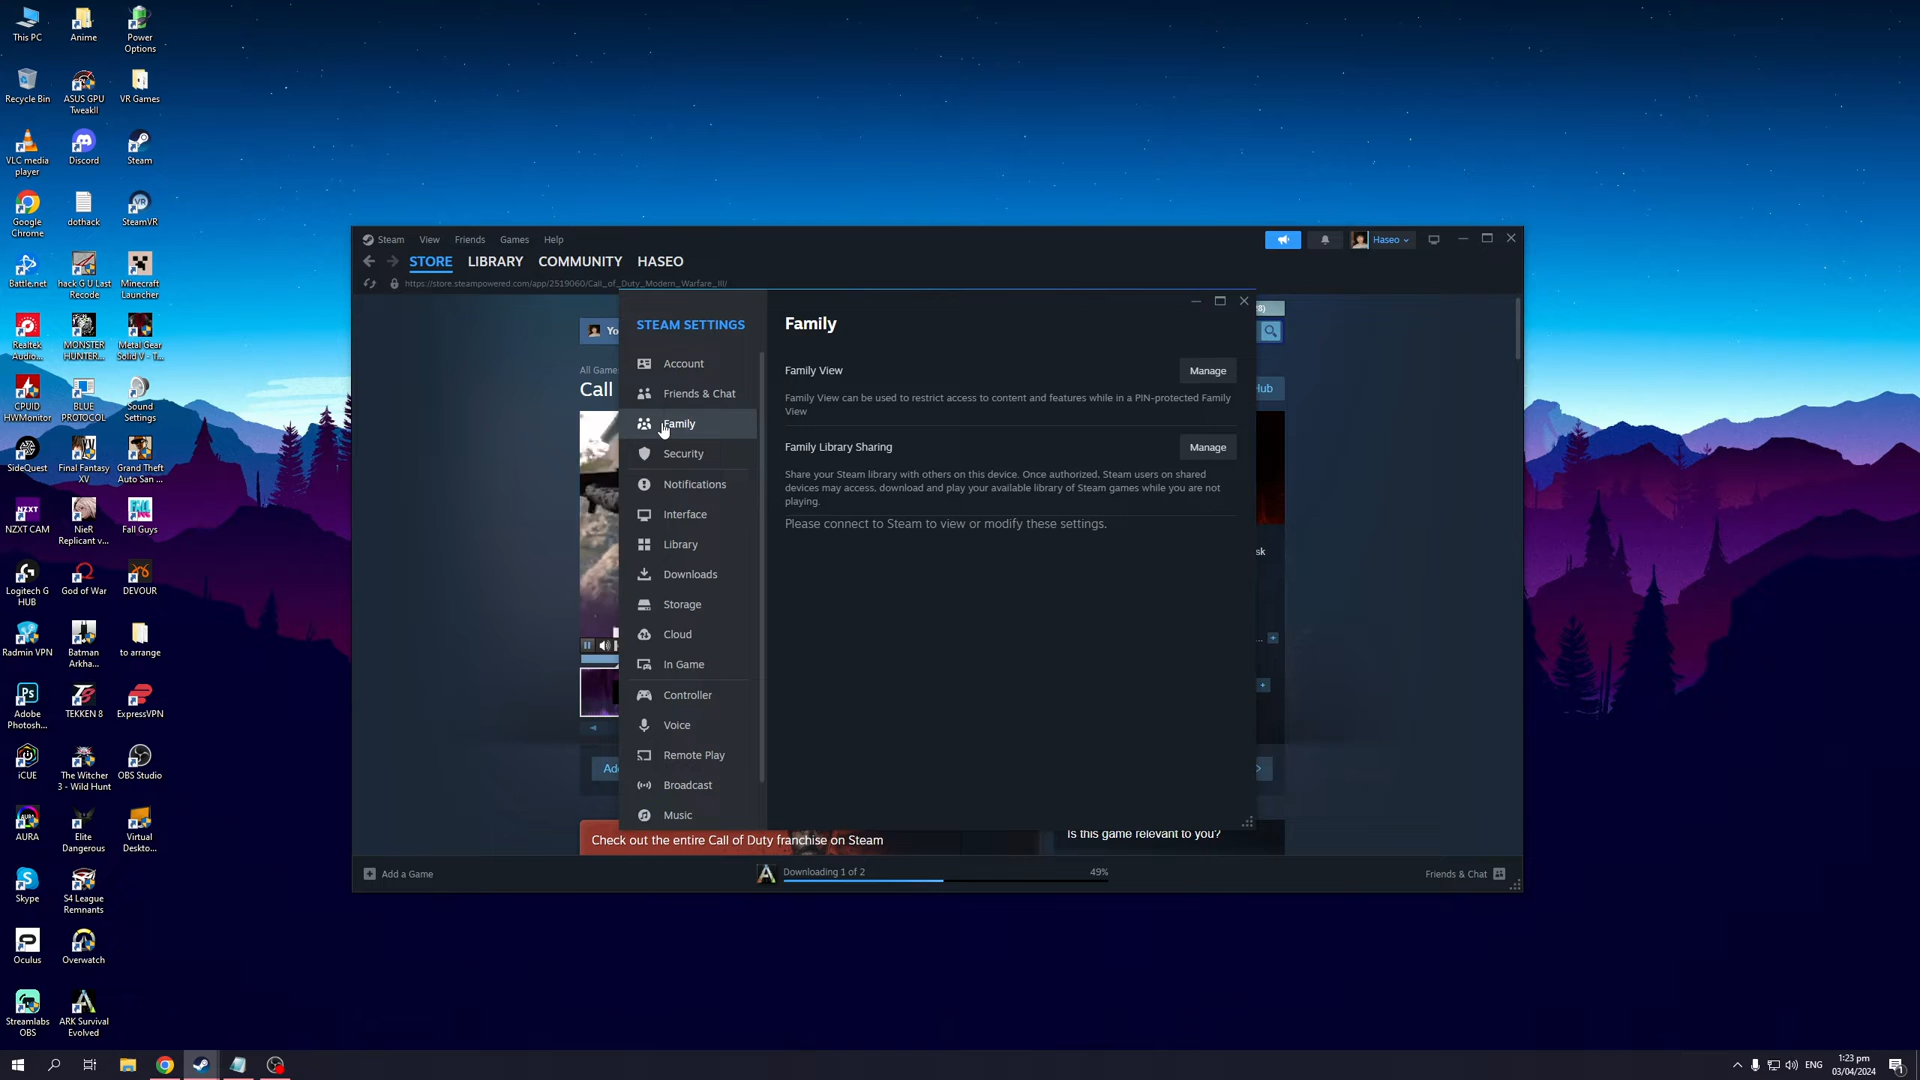 This PC
Anime
Power
Options
Recycle Bin
ASUS GPU
TweakII
VR Games
VLC media
player
Discord
Steam
Google
Chrome
dothack
SteamVR
Battle.net
hack G U Last
Recode
Minecraft
Launcher
Realtek
Audio...
MONSTER
HUNTER...
Metal Gear
Solid V - T...
CPUID
HWMonitor
BLUE
PROTOCOL
Sound
Settings
SideQuest
Final Fantasy
XV
Grand Theft
Auto San ...
NZXT CAM
NieR
Replicant v...
Fall Guys
Logitech G
HUB
God of War
DEVOUR
Radmin VPN
Batman
Arkha...
to arrange
Adobe
Photosh...
TEKKEN 8
ExpressVPN
iCUE
The Witcher
3 - Wild Hunt
OBS Studio
AURA
Elite
Dangerous
Virtual
Deskto...
Skype
S4 League
Remnants
Oculus
Overwatch
Streamlabs
OBS
ARK Survival
Evolved
Steam View Friends Games Help
Haseo
STORE LIBRARY COMMUNITY HASEO
https://store.steampowered.com/app/2519060/Call_of_Duty_Modern_Warfare_III/
Yo
All Game
Call
Hub
sk
Add
STEAM SETTINGS
Account
Friends & Chat
Family
Security
Notifications
Interface
Library
Downloads
Storage
Cloud
In Game
Controller
Voice
Remote Play
Broadcast
Music
Family
Family View
Manage
Family View can be used to restrict access to content and features while in a PIN-protected Family
View
Family Library Sharing
Manage
Share your Steam library with others on this device. Once authorized, Steam users on shared
devices may access, download and play your available library of Steam games while you are not
playing.
Please connect to Steam to view or modify these settings.
Check out the entire Call of Duty franchise on Steam
Is this game relevant to you?
Add a Game
Downloading 1 of 2
49%
Friends & Chat
ENG
1:23 pm
03/04/2024